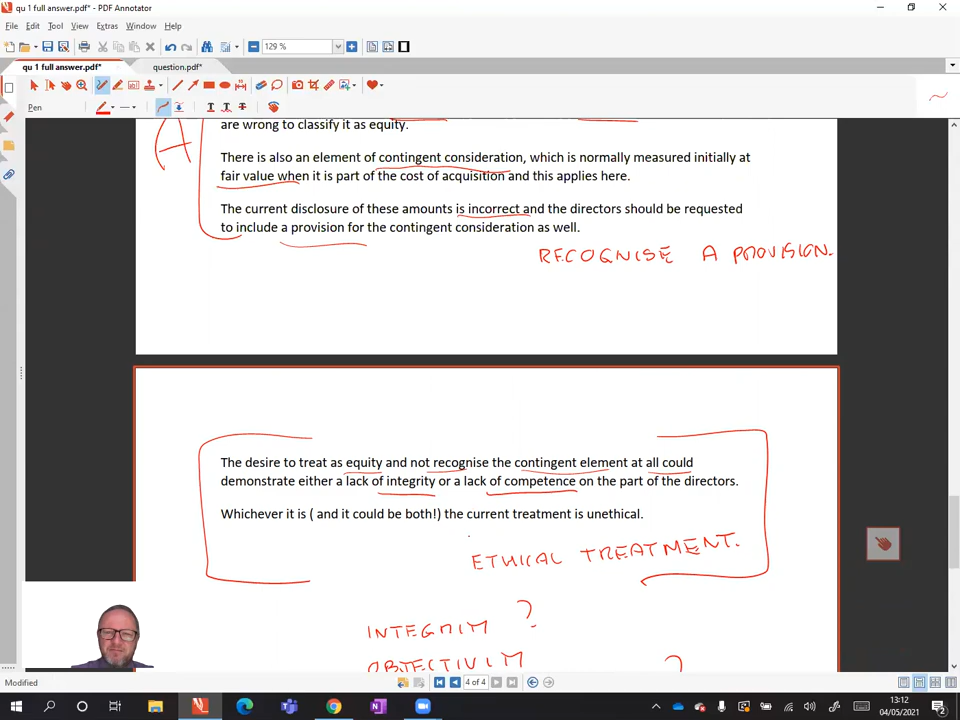 qu 1 full answer.pdf* - PDF Annotator
File Edit Tool View Extras Window Help
129 %
qu 1 full answer.pdf* question.pdf*
Pen
A
are wrong to classify it as equity.
There is also an element of contingent consideration, which is normally measured initially at
fair value when it is part of the cost of acquisition and this applies here.
The current disclosure of these amounts is incorrect and the directors should be requested
to include a provision for the contingent consideration as well.
RECOGNISE A PROVISION.
The desire to treat as equity and not recognise the contingent element at all could
demonstrate either a lack of integrity or a lack of competence on the part of the directors.
Whichever it is ( and it could be both!) the current treatment is unethical.
ETHICAL TREATMENT.
INTEGRITY ?
OBJECTIVITY ?
Modified
4 of 4
13:12
04/05/2021
2